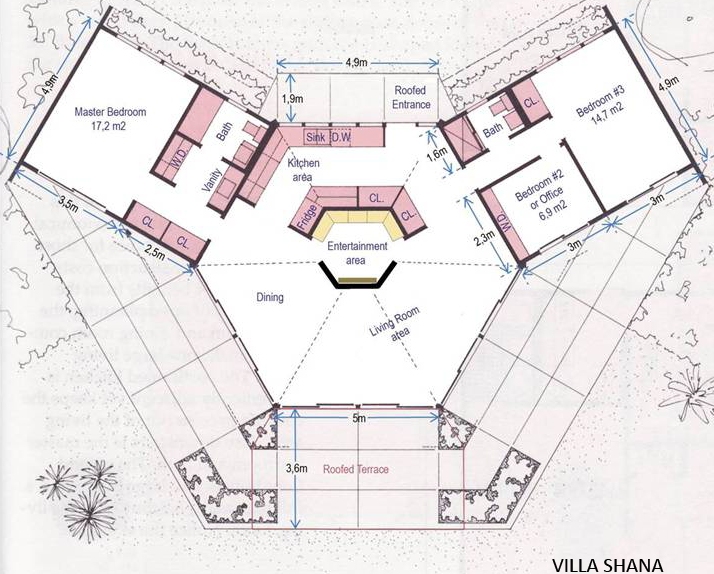 4,9m
1,9m
Roofed
Entrance
4,9m
Master Bedroom
17,2 m2
W.D.
Bath
Vanity
Sink
D.W.
Kitchen
area
1,6m
Bath
CL.
Bedroom #3
14,7 m2
4,9m
Bedroom #2
or Office
6,9 m2
W.D
Fridge
CL.
CL.
Entertainment
area
3,5m
CL.
CL.
2,5m
2,3m
3m
3m
Dining
Living Room
area
5m
3,6m
Roofed Terrace
VILLA SHANA